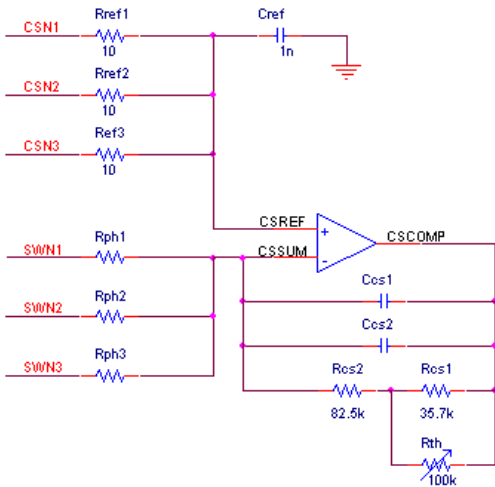 CSN1
Rref1
10
Cref
1n
CSN2
Rref2
10
CSN3
Rref3
10
CSREF
+
CSSUM
-
CSCOMP
SWN1
Rph1
SWN2
Rph2
SWN3
Rph3
Ccs1
Ccs2
Rcs2
82.5k
Rcs1
35.7k
Rth
100k